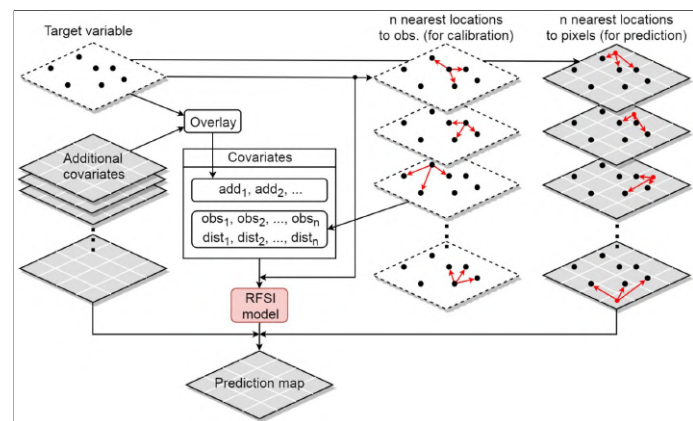 Target variable
n nearest locations
to obs. (for calibration)
n nearest locations
to pixels (for prediction)
Overlay
Additional
covariates
Covariates
add1, add2, ...
obs1, obs2, ..., obsn
dist1, dist2, ..., distn
RFSI
model
Prediction map